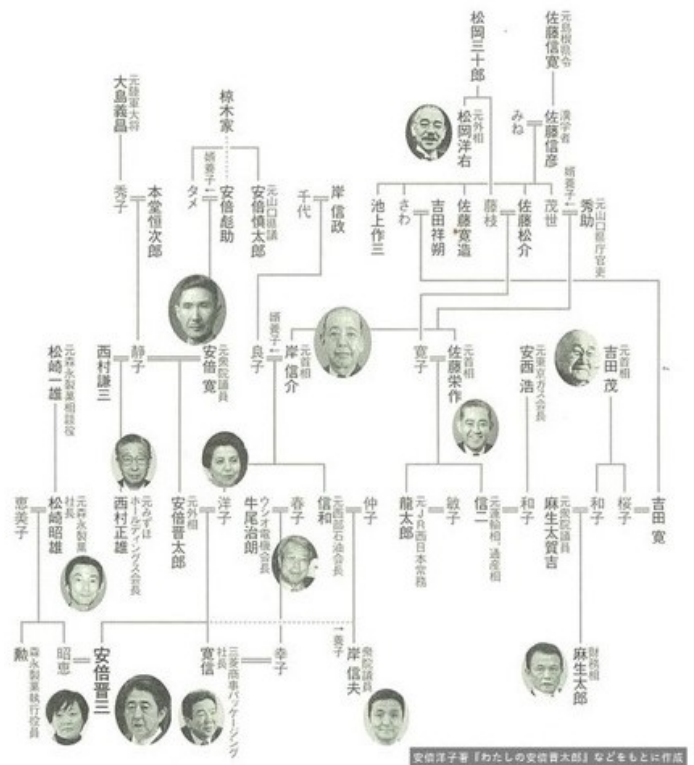 松岡三十郎
元島根県令
佐藤信寛
元陸軍大将
大島義昌
椋木家
元外相
松岡洋右
みね
漢学者
佐藤信彦
秀子
本堂恒次郎
婿養子
タメ
安倍彪助
元山口県議
安倍慎太郎
千代
岸信政
池上作三
さわ
吉田祥朔
佐藤寛造
藤枝
佐藤松介
茂世
婿養子
秀助
元山口県庁官吏
元森永製菓相談役
松崎一雄
西村謙三
静子
元衆院議員
安倍寛
良子
婿養子
元首相
岸信介
寛子
元首相
佐藤栄作
元東京ガス会長
安西浩
元首相
吉田茂
恵美子
元森永製菓
社長
松崎昭雄
元みずほ
ホールディングス会長
西村正雄
元外相
安倍晋太郎
洋子
ウシオ電機会長
牛尾治朗
春子
元西部石油会長
信和
仲子
元JR西日本常務
龍太郎
敏子
元運輸相、通産相
信二
和子
元衆院議員
麻生太賀吉
和子
桜子
吉田寛
森永製菓執行役員
勲
昭恵
安倍晋三
三菱商事パッケージング
社長
寛信
幸子
→養子
衆院議員
岸信夫
財務相
麻生太郎
安倍洋子著『わたしの安倍晋太郎』などをもとに作成